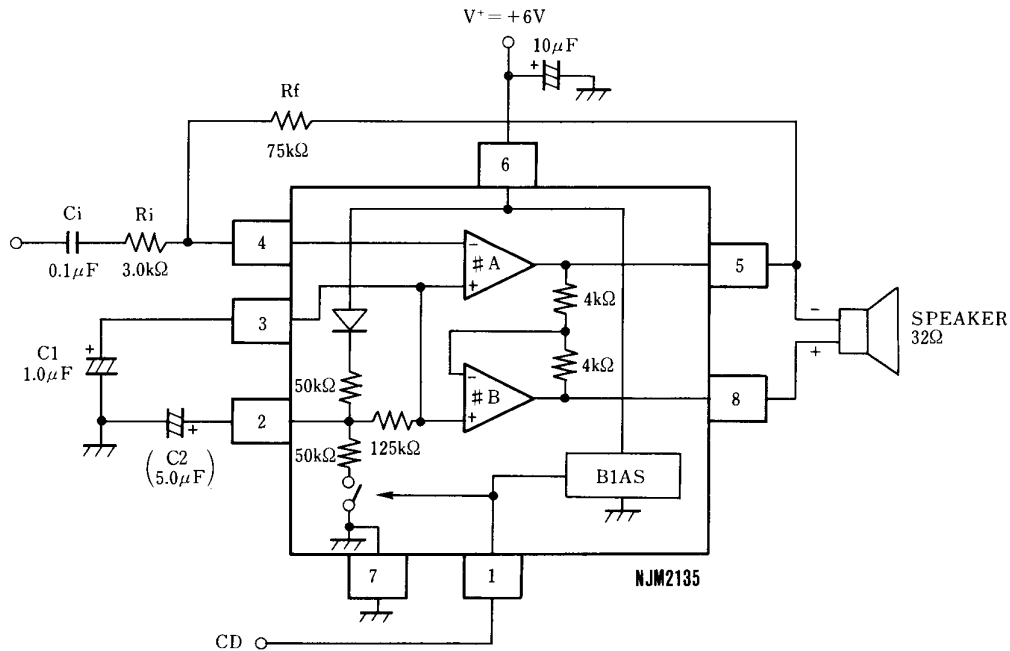 V⁺=+6V
10μF
+
Rf
75kΩ
6
Ci
Ri
0.1μF
3.0kΩ
4
−
#A
+
5
4kΩ
3
−
SPEAKER
32Ω
+
C1
1.0μF
+
4kΩ
50kΩ
−
#B
+
8
2
125kΩ
+
(C2
5.0μF)
50kΩ
B1AS
7
1
NJM2135
CD